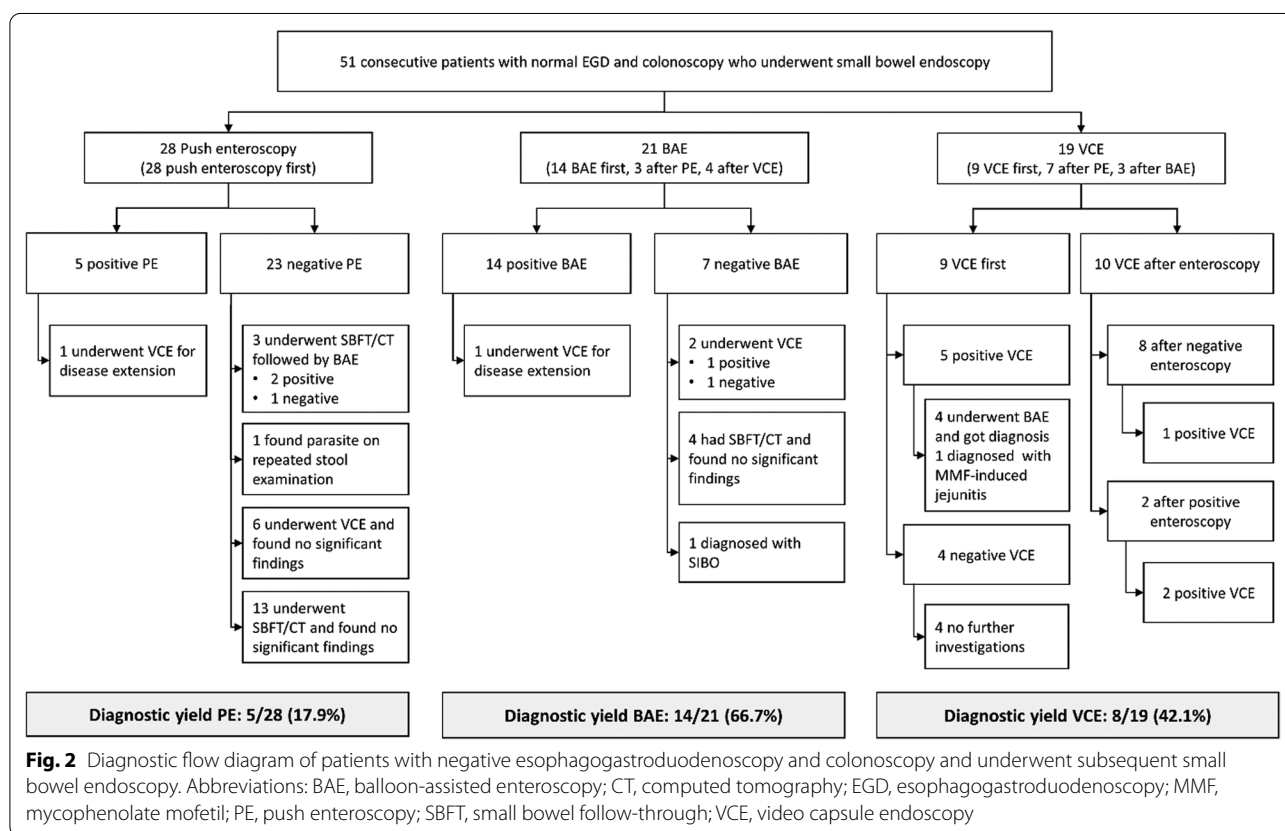 51 consecutive patients with normal EGD and colonoscopy who underwent small bowel endoscopy
28 Push enteroscopy
(28 push enteroscopy first)
21 BAE
(14 BAE first, 3 after PE, 4 after VCE)
19 VCE
(9 VCE first, 7 after PE, 3 after BAE)
5 positive PE
23 negative PE
14 positive BAE
7 negative BAE
9 VCE first
10 VCE after enteroscopy
1 underwent VCE for
disease extension
3 underwent SBFT/CT
followed by BAE
• 2 positive
• 1 negative
1 found parasite on
repeated stool
examination
6 underwent VCE and
found no significant
findings
13 underwent
SBFT/CT and found no
significant findings
1 underwent VCE for
disease extension
2 underwent VCE
• 1 positive
• 1 negative
4 had SBFT/CT and
found no significant
findings
1 diagnosed with
SIBO
5 positive VCE
4 underwent BAE
and got diagnosis
1 diagnosed with
MMF-induced
jejunitis
4 negative VCE
4 no further
investigations
8 after negative
enteroscopy
1 positive VCE
2 after positive
enteroscopy
2 positive VCE
Diagnostic yield PE: 5/28 (17.9%)
Diagnostic yield BAE: 14/21 (66.7%)
Diagnostic yield VCE: 8/19 (42.1%)
Fig. 2 Diagnostic flow diagram of patients with negative esophagogastroduodenoscopy and colonoscopy and underwent subsequent small
bowel endoscopy. Abbreviations: BAE, balloon-assisted enteroscopy; CT, computed tomography; EGD, esophagogastroduodenoscopy; MMF,
mycophenolate mofetil; PE, push enteroscopy; SBFT, small bowel follow-through; VCE, video capsule endoscopy